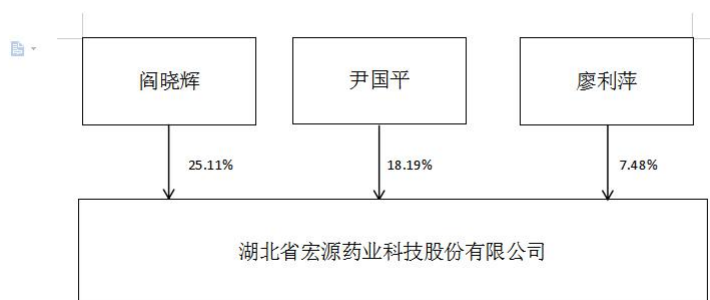 阎晓辉
尹国平
廖利萍
25.11%
18.19%
7.48%
湖北省宏源药业科技股份有限公司